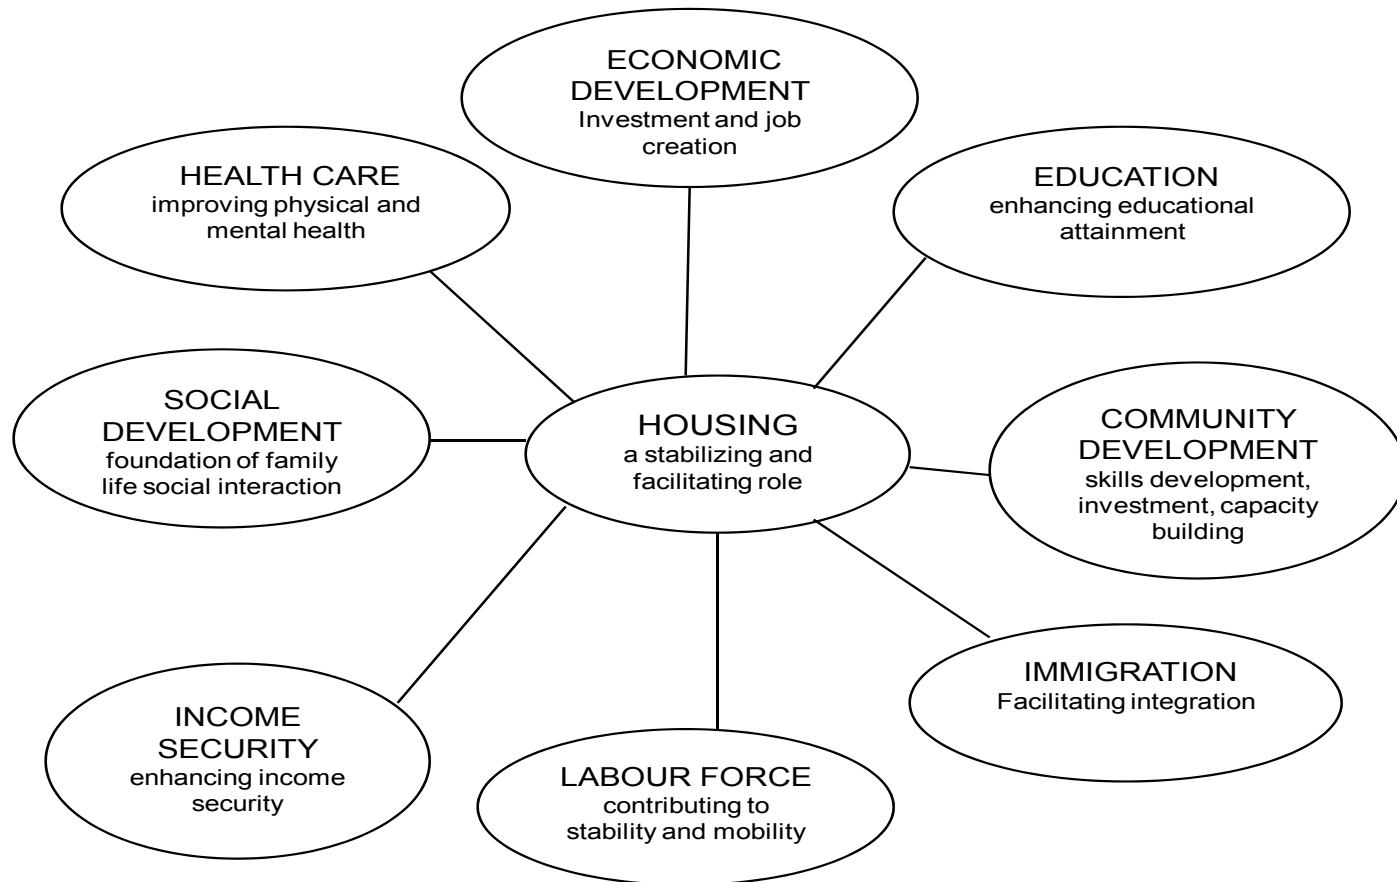 ECONOMIC
DEVELOPMENT
Investment and job
creation
HEALTH CARE
improving physical and
mental health
EDUCATION
enhancing educational
attainment
SOCIAL
DEVELOPMENT
foundation of family
life social interaction
HOUSING
a stabilizing and
facilitating role
COMMUNITY
DEVELOPMENT
skills development,
investment, capacity
building
INCOME
SECURITY
enhancing income
security
LABOUR FORCE
contributing to
stability and mobility
IMMIGRATION
Facilitating integration